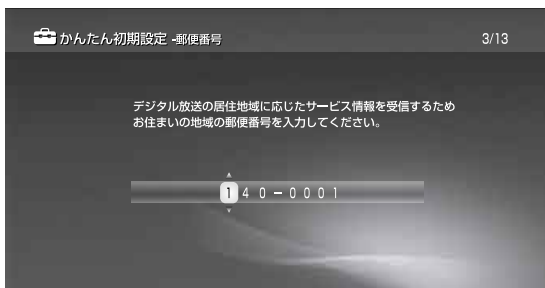 かんたん初期設定 -郵便番号
3/13
デジタル放送の居住地域に応じたサービス情報を受信するため
お住まいの地域の郵便番号を入力してください。
140-0001